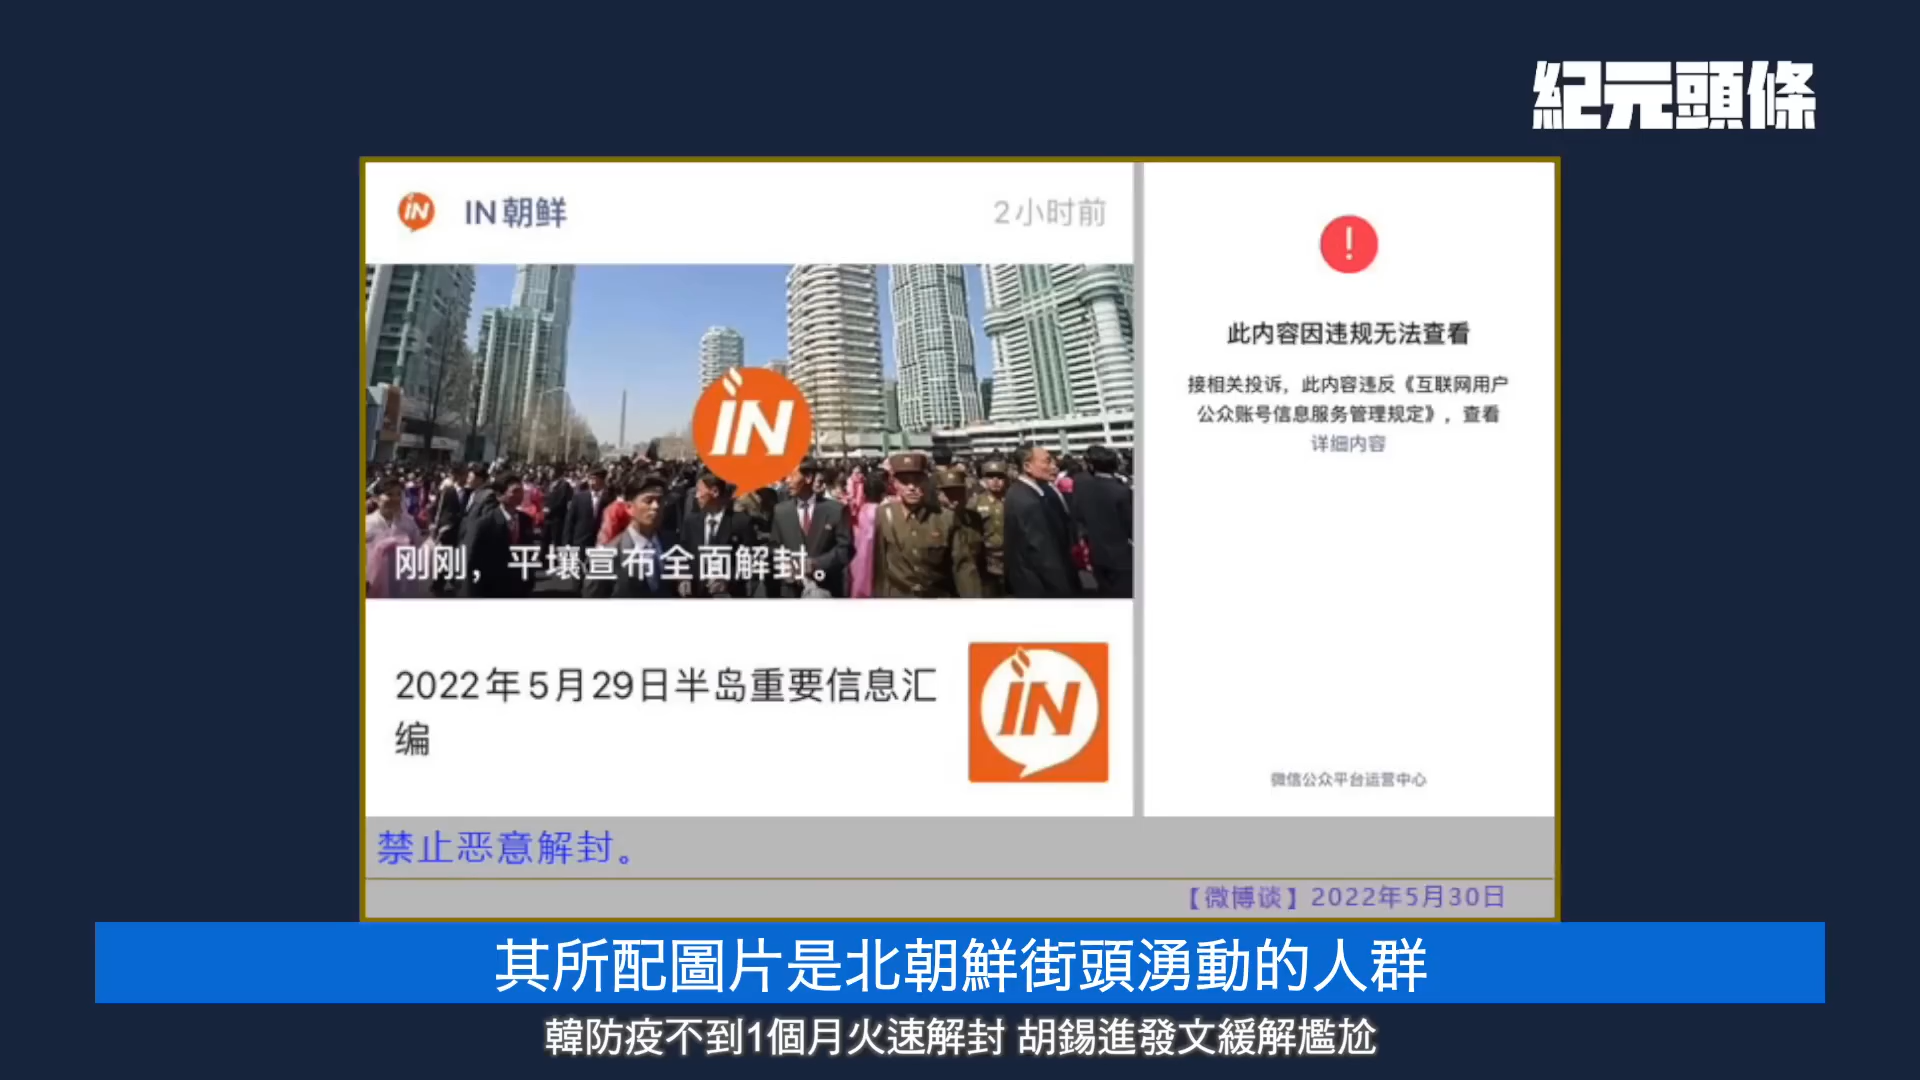 紀元頭條
IN朝鲜
2小时前
iN
刚刚，平壤宣布全面解封。
2022年5月29日半岛重要信息汇
编
iN
!
此内容因违规无法查看
接相关投诉，此内容违反《互联网用户
公众账号信息服务管理规定》，查看
详细内容
微信公众平台运营中心
禁止恶意解封。
【微博谈】2022年5月30日
其所配圖片是北朝鮮街頭湧動的人群
韓防疫不到1個月火速解封 胡錫進發文緩解尷尬